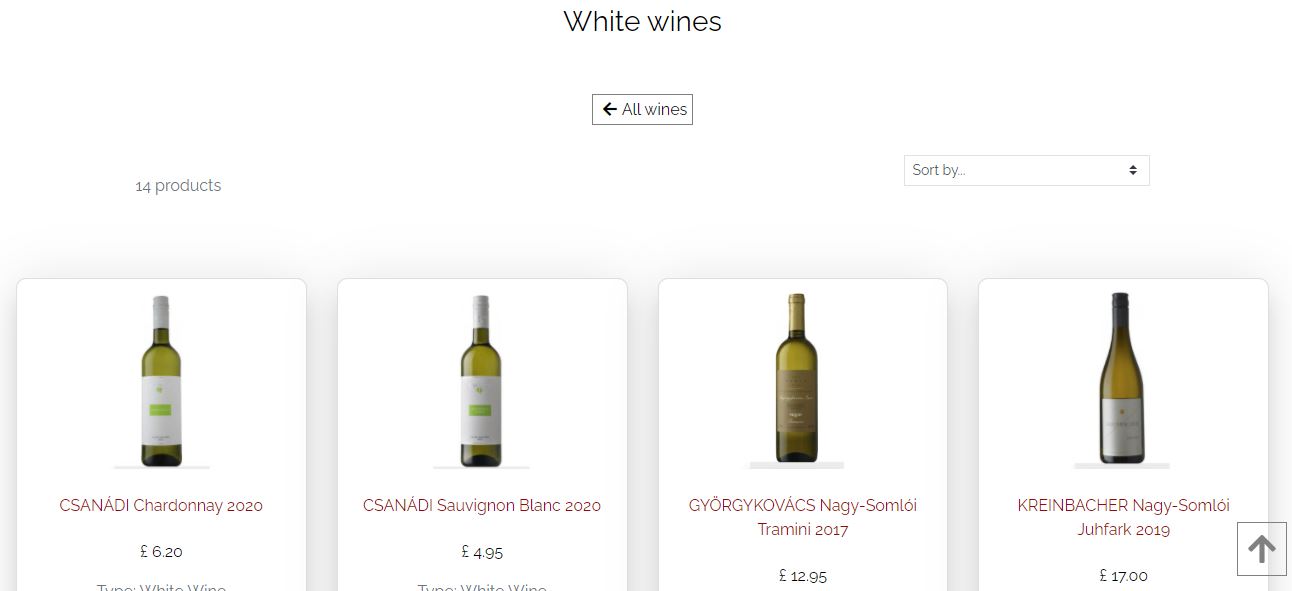 White wines
All wines
14 products
Sort by...
CSANÁDI Chardonnay 2020
£ 6.20
Type: White Wine
CSANÁDI Sauvignon Blanc 2020
£ 4.95
Type: White Wine
GYÖRGYKOVÁCS Nagy-Somlói
Tramini 2017
£ 12.95
KREINBACHER Nagy-Somlói
Juhfark 2019
£ 17.00